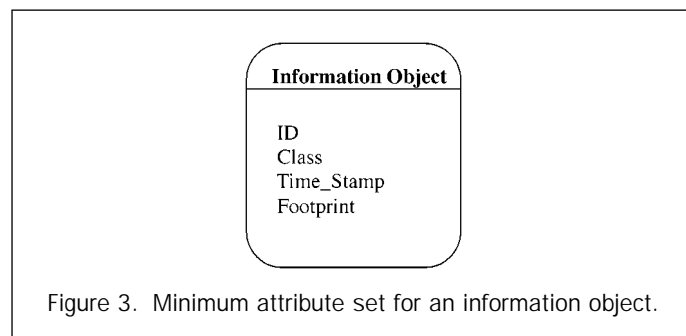 Information Object
ID
Class
Time_Stamp
Footprint
Figure 3. Minimum attribute set for an information object.